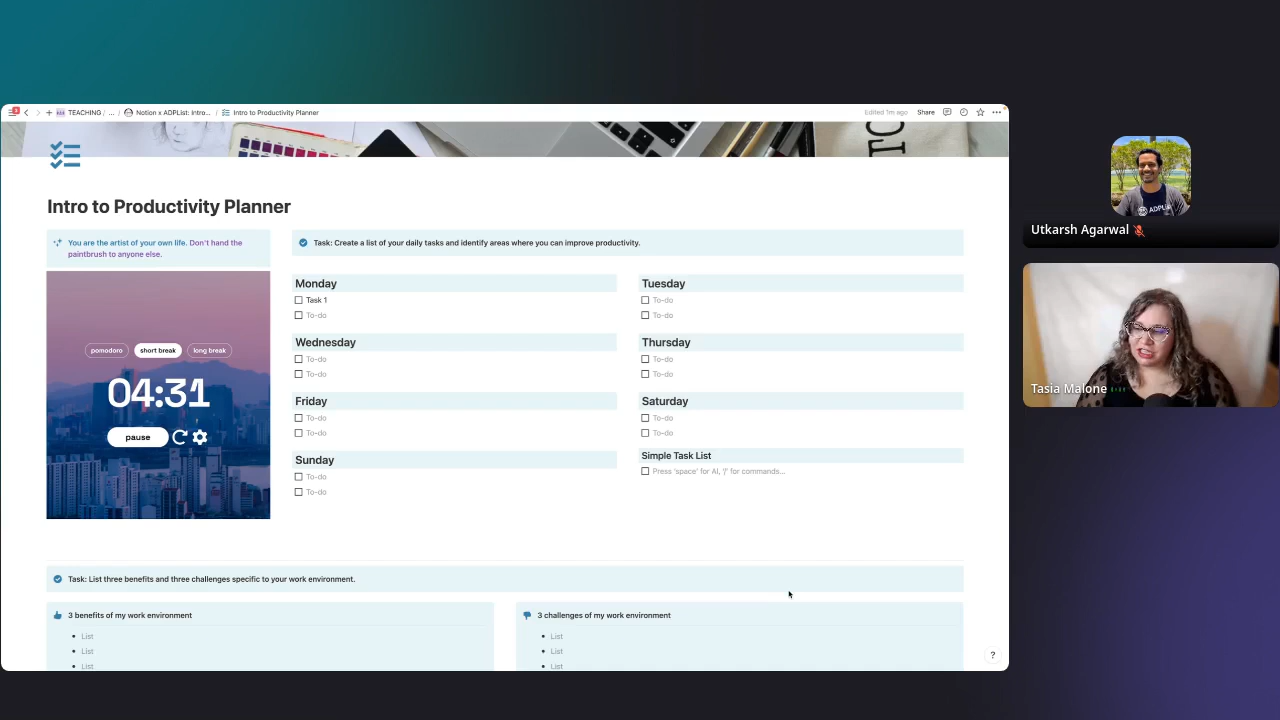 TEACHING / ... / Notion x ADPList: Intro... / Intro to Productivity Planner
Edited 1m ago Share
Intro to Productivity Planner
You are the artist of your own life. Don't hand the
paintbrush to anyone else.
pomodoro short break long break
04:31
pause
Task: Create a list of your daily tasks and identify areas where you can improve productivity.
Monday
Task 1
To-do
Tuesday
To-do
To-do
Wednesday
To-do
To-do
Thursday
To-do
To-do
Friday
To-do
To-do
Saturday
To-do
To-do
Sunday
To-do
To-do
Simple Task List
Press 'space' for AI, '/' for commands...
Task: List three benefits and three challenges specific to your work environment.
3 benefits of my work environment
List
List
List
3 challenges of my work environment
List
List
List
?
Utkarsh Agarwal
Tasia Malone